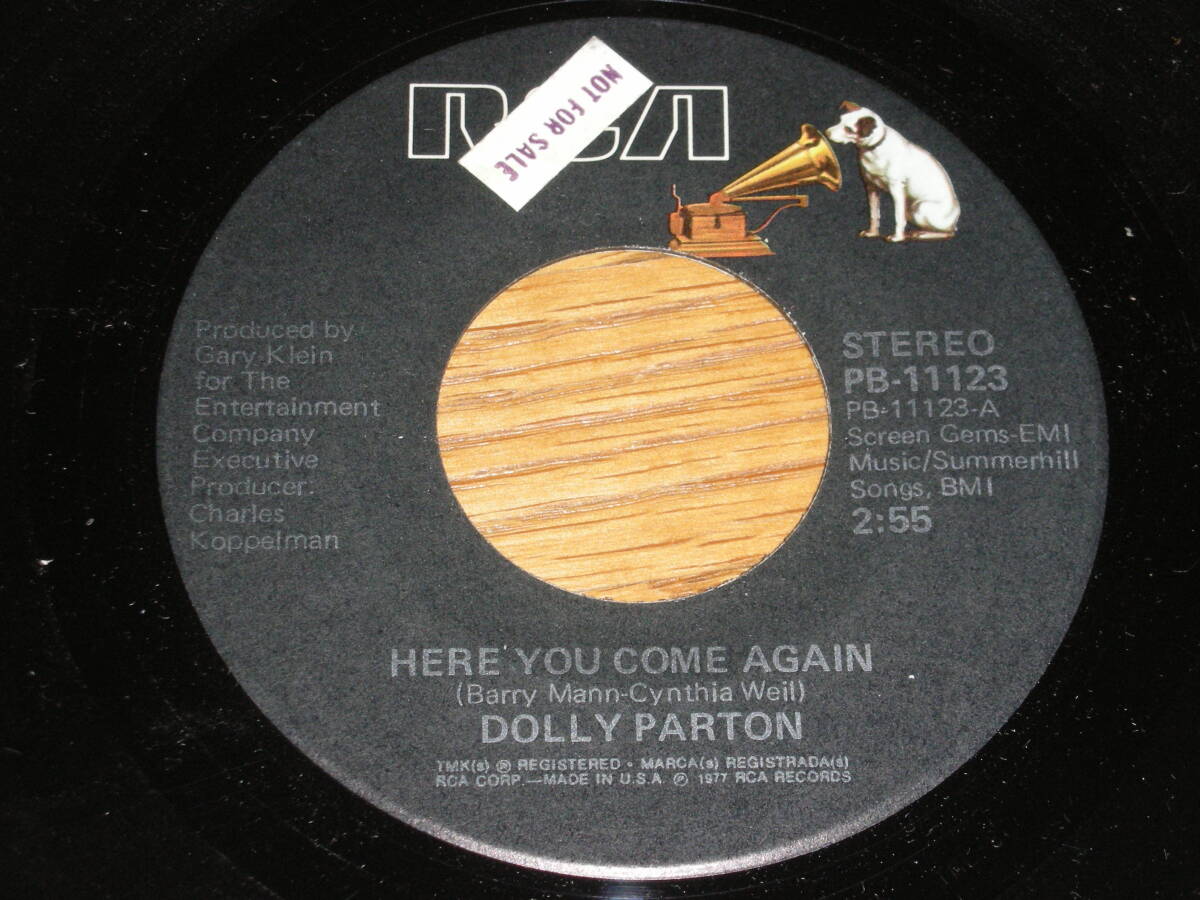 RCA
NOT FOR SALE
Produced by
Gary Klein
for The
Entertainment
Company
Executive
Producer:
Charles
Koppelman
STEREO
PB-11123
PB-11123-A
Screen Gems-EMI
Music/Summerhill
Songs, BMI
2:55
HERE YOU COME AGAIN
(Barry Mann-Cynthia Weil)
DOLLY PARTON
TMK(s) ® REGISTERED • MARCA(s) REGISTRADA(s)
RCA CORP.—MADE IN U.S.A. ℗ 1977 RCA RECORDS